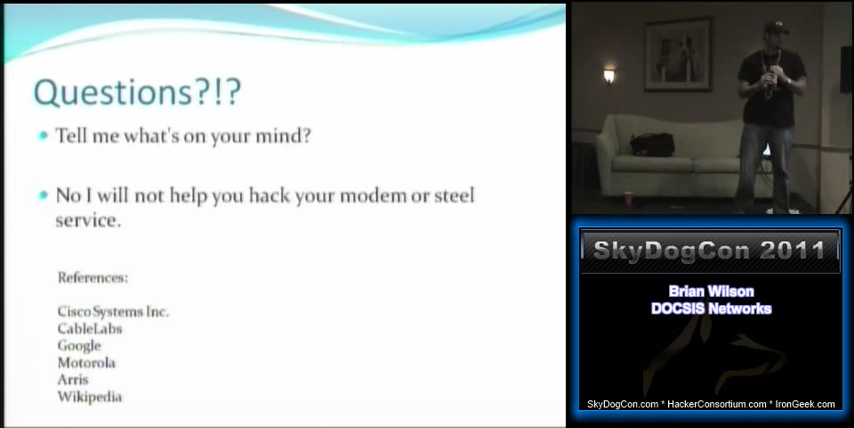 Questions?!?
Tell me what's on your mind?
No I will not help you hack your modem or steel
service.
References:
Cisco Systems Inc.
CableLabs
Google
Motorola
Arris
Wikipedia
SkyDogCon 2011
Brian Wilson
DOCSIS Networks
SkyDogCon.com * HackerConsortium.com * IronGeek.com